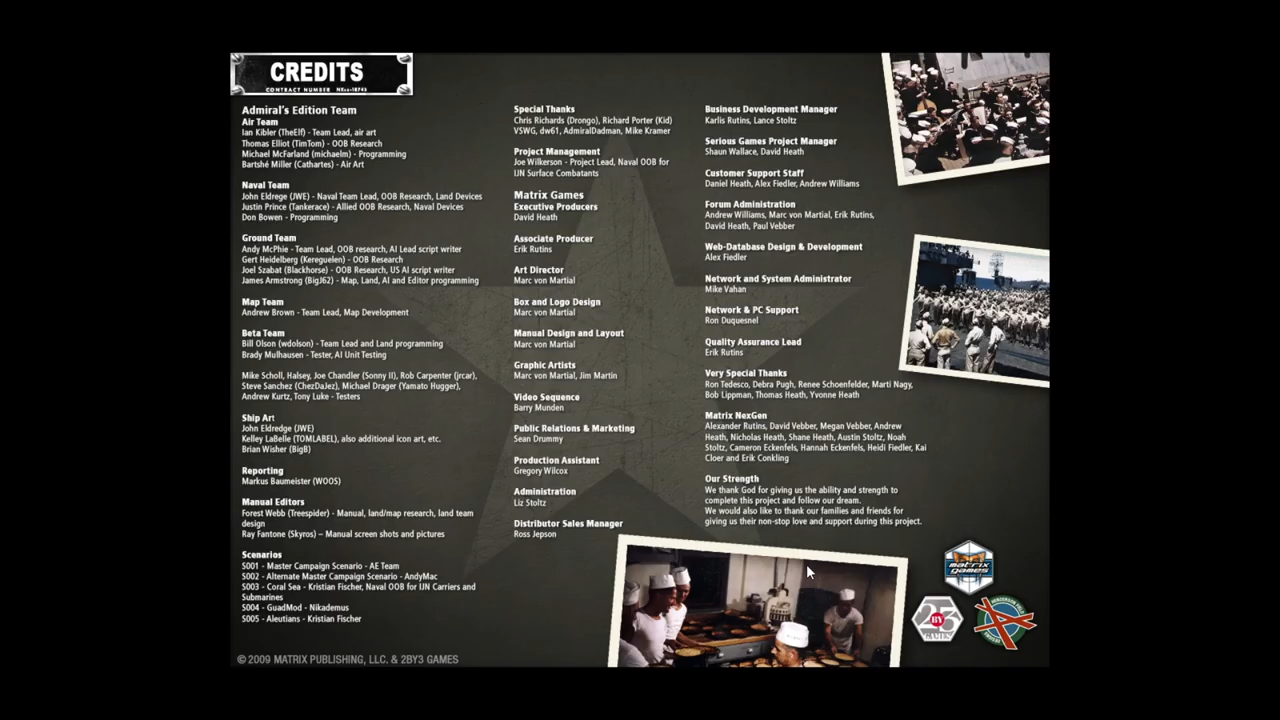 CREDITS
CONTRACT NUMBER
Admiral's Edition Team
Air Team
Ian Kibler (TheElf) - Team Lead, air art
Thomas Elliot (TimTom) - OOB Research
Michael McFarland (michaelm) - Programming
Bartshé Miller (Cathartes) - Air Art
Naval Team
John Eldrege (JWE) - Naval Team Lead, OOB Research, Land Devices
Justin Prince (Tankerace) - Allied OOB Research, Naval Devices
Don Bowen - Programming
Ground Team
Andy McPhie - Team Lead, OOB research, AI Lead script writer
Gert Heidelberg (Kereguelen) - OOB Research
Joel Szabat (Blackhorse) - OOB Research, US AI script writer
James Armstrong (BigJ62) - Map, Land, AI and Editor programming
Map Team
Andrew Brown - Team Lead, Map Development
Beta Team
Bill Olson (wdolson) - Team Lead and Land programming
Brady Mulhausen - Tester, AI Unit Testing
Mike Scholl, Halsey, Joe Chandler (Sonny II), Rob Carpenter (jrcar),
Steve Sanchez (ChezDaJez), Michael Drager (Yamato Hugger),
Andrew Kurtz, Tony Luke - Testers
Ship Art
John Eldredge (JWE)
Kelley LaBelle (TOMLABEL), also additional icon art, etc.
Brian Wisher (BigB)
Reporting
Markus Baumeister (WOOS)
Manual Editors
Forest Webb (Treespider) - Manual, land/map research, land team
design
Ray Fantone (Skyros) – Manual screen shots and pictures
Scenarios
S001 - Master Campaign Scenario - AE Team
S002 - Alternate Master Campaign Scenario - AndyMac
S003 - Coral Sea - Kristian Fischer, Naval OOB for IJN Carriers and
Submarines
S004 - GuadMod - Nikademus
S005 - Aleutians - Kristian Fischer
© 2009 MATRIX PUBLISHING, LLC. & 2BY3 GAMES
Special Thanks
Chris Richards (Drongo), Richard Porter (Kid)
VSWG, dw61, AdmiralDadman, Mike Kramer
Project Management
Joe Wilkerson - Project Lead, Naval OOB for
IJN Surface Combatants
Matrix Games
Executive Producers
David Heath
Associate Producer
Erik Rutins
Art Director
Marc von Martial
Box and Logo Design
Marc von Martial
Manual Design and Layout
Marc von Martial
Graphic Artists
Marc von Martial, Jim Martin
Video Sequence
Barry Munden
Public Relations & Marketing
Sean Drummy
Production Assistant
Gregory Wilcox
Administration
Liz Stoltz
Distributor Sales Manager
Ross Jepson
Business Development Manager
Karlis Rutins, Lance Stoltz
Serious Games Project Manager
Shaun Wallace, David Heath
Customer Support Staff
Daniel Heath, Alex Fiedler, Andrew Williams
Forum Administration
Andrew Williams, Marc von Martial, Erik Rutins,
David Heath, Paul Vebber
Web-Database Design & Development
Alex Fiedler
Network and System Administrator
Mike Vahan
Network & PC Support
Ron Duquesnel
Quality Assurance Lead
Erik Rutins
Very Special Thanks
Ron Tedesco, Debra Pugh, Renee Schoenfelder, Marti Nagy,
Bob Lippman, Thomas Heath, Yvonne Heath
Matrix NexGen
Alexander Rutins, David Vebber, Megan Vebber, Andrew
Heath, Nicholas Heath, Shane Heath, Austin Stoltz, Noah
Stoltz, Cameron Eckenfels, Hannah Eckenfels, Heidi Fiedler, Kai
Cloer and Erik Conkling
Our Strength
We thank God for giving us the ability and strength to
complete this project and follow our dream.
We would also like to thank our families and friends for
giving us their non-stop love and support during this project.
matrix
games
2 BY 3